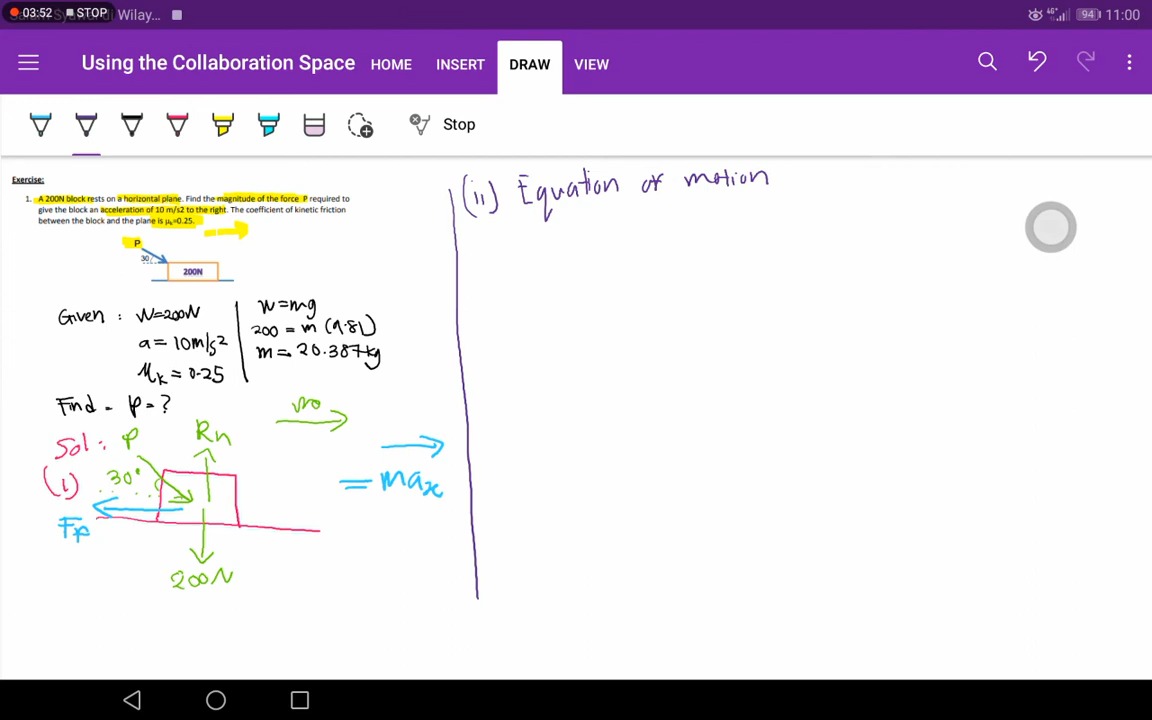 03:52 STOP Wilay... 94 11:00
Using the Collaboration Space HOME INSERT DRAW VIEW
Stop
Exercise:
1. A 200N block rests on a horizontal plane. Find the magnitude of the force P required to
give the block an acceleration of 10 m/s2 to the right. The coefficient of kinetic friction
between the block and the plane is μk=0.25.
P
30
200N
Given : W=200N
a = 10m/s2
μk = 0.25
W=mg
200 = m (9.81)
m = 20.387kg
Find = P = ?
Sol :
(i)
P
30°
Rn
Fp
200N
mo
= max
(ii) Equation of motion